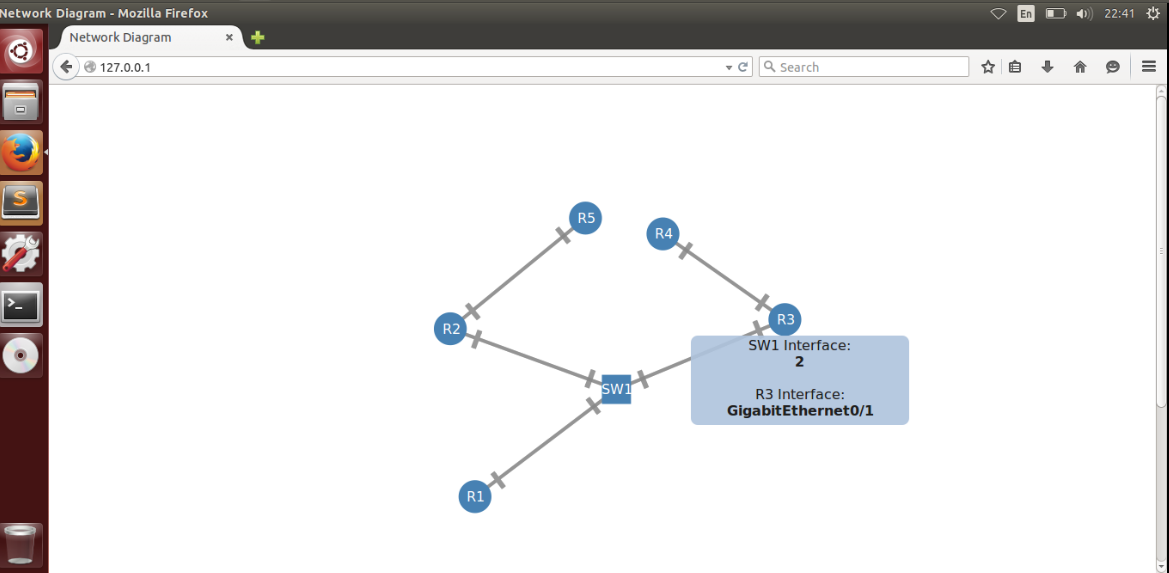 Network Diagram - Mozilla Firefox
En
22:41
Network Diagram
127.0.0.1
Search
R5
R4
R3
R2
SW1 Interface:
2
R3 Interface:
GigabitEthernet0/1
SW1
R1